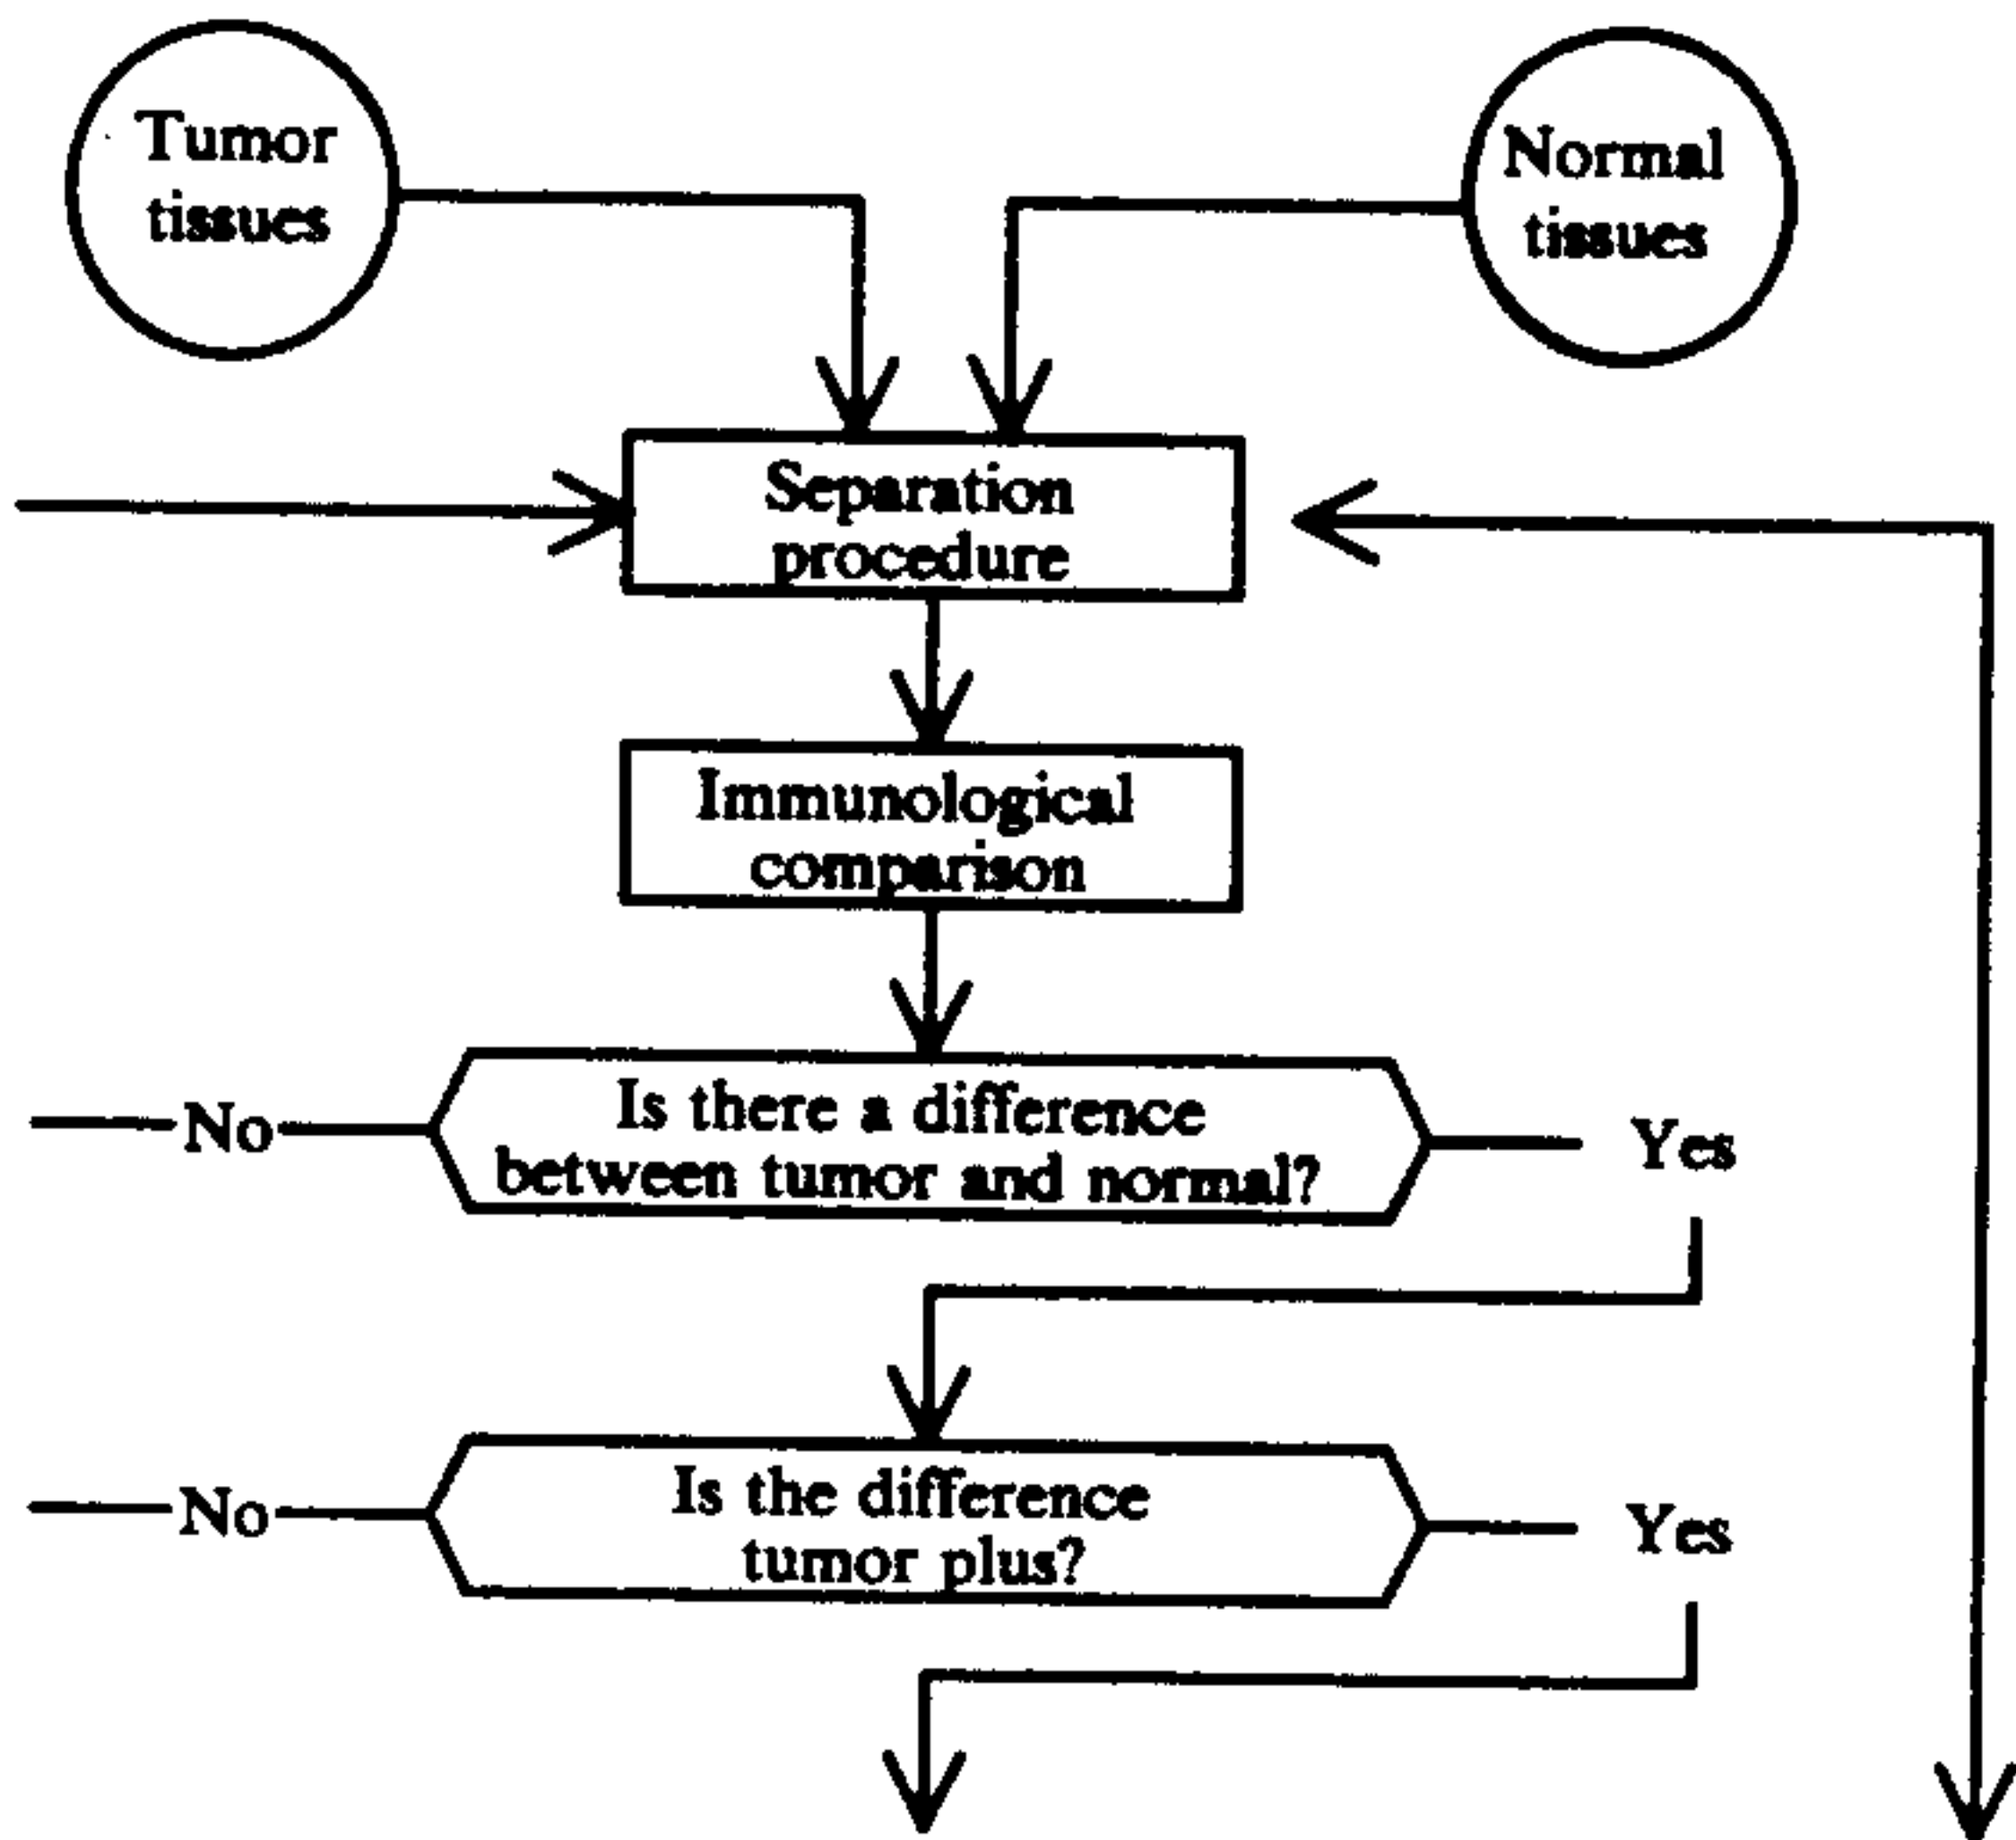 Tumor
tissues
Normal
tissues
Separation
procedure
Immunological
comparison
Is there a difference
between tumor and normal?
No
Yes
Is the difference
tumor plus?
No
Yes